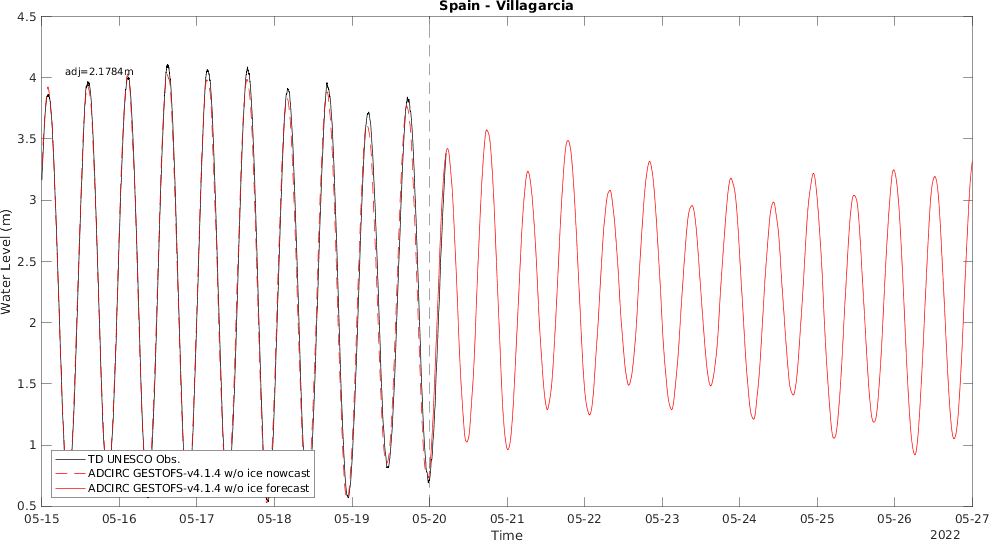 Spain - Villagarcia
adj=2.1784m
4.5
4
3.5
3
2.5
2
1.5
1
0.5
Water Level (m)
TD UNESCO Obs.
ADCIRC GESTOFS-v4.1.4 w/o ice nowcast
ADCIRC GESTOFS-v4.1.4 w/o ice forecast
05-15 05-16 05-17 05-18 05-19 05-20 05-21 05-22 05-23 05-24 05-25 05-26 05-27
Time
2022